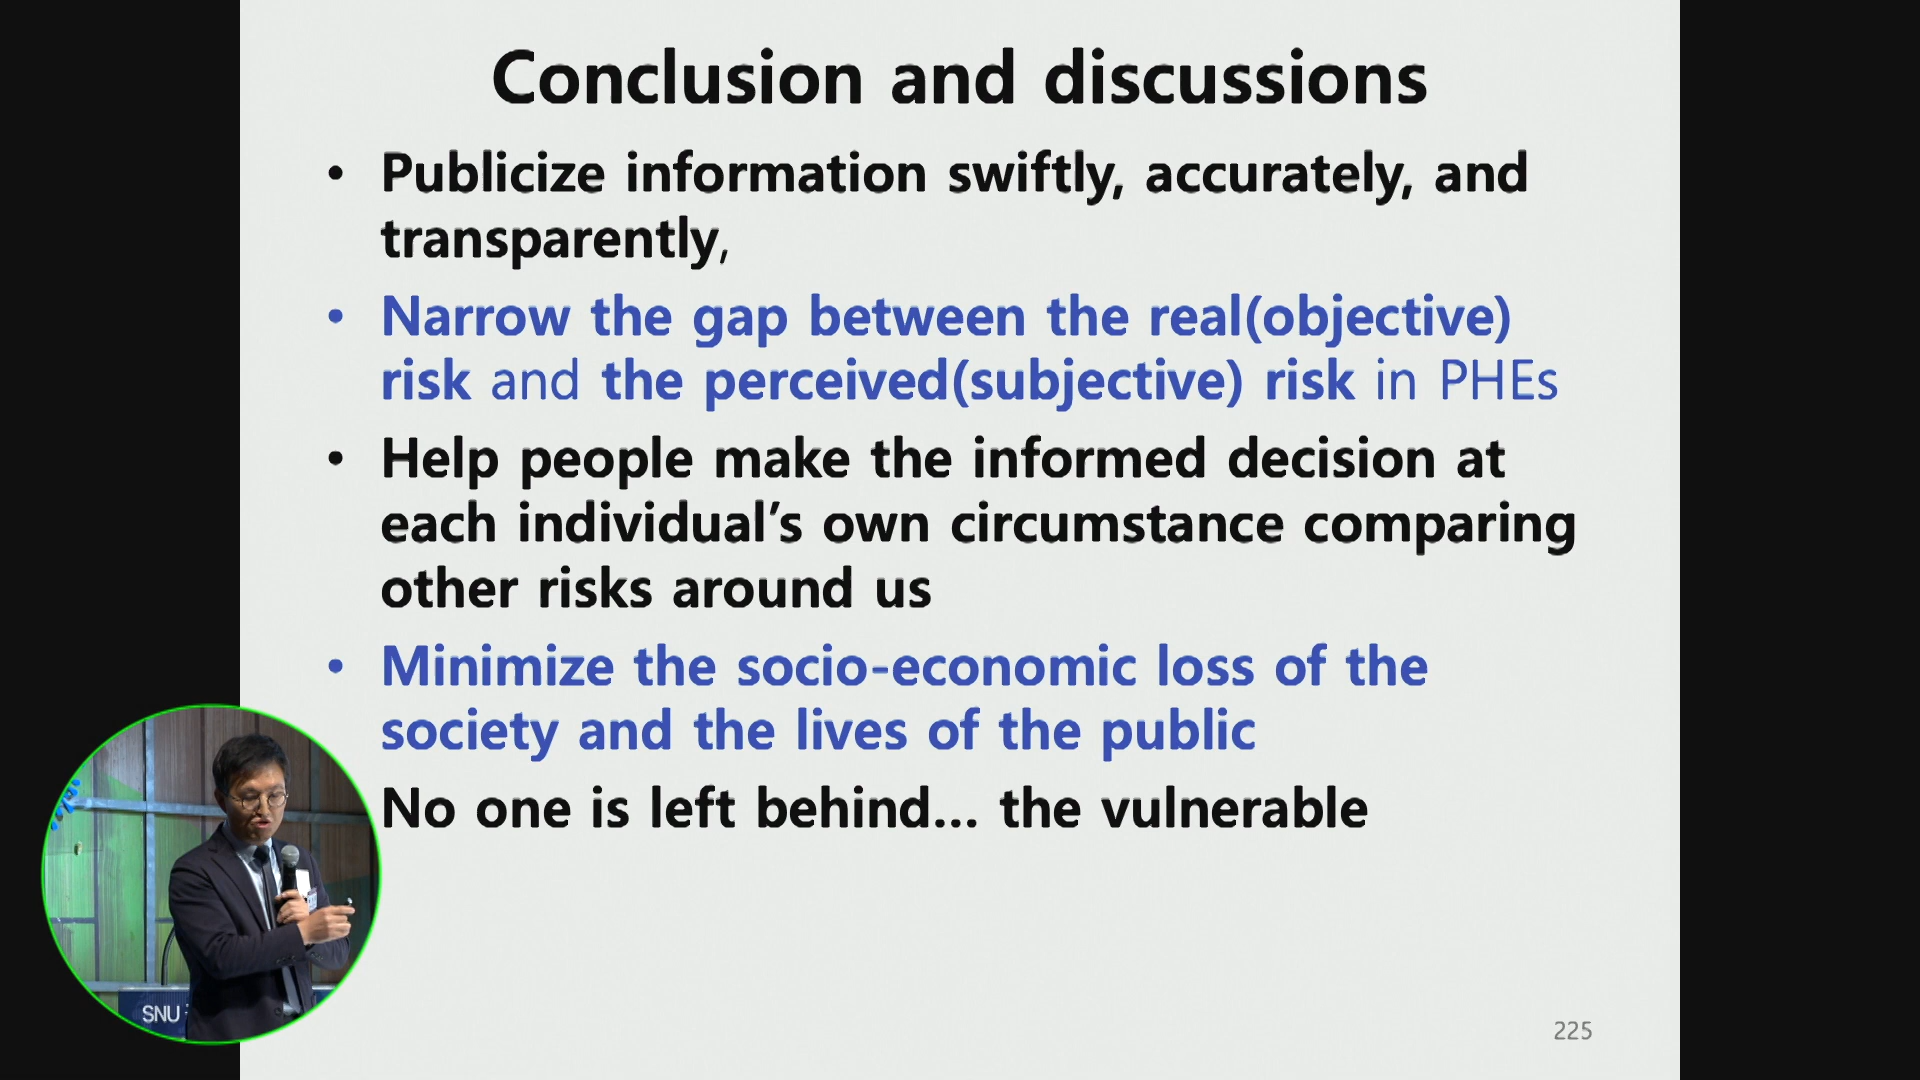 Conclusion and discussions
• Publicize information swiftly, accurately, and
transparently,
• Narrow the gap between the real(objective)
risk and the perceived(subjective) risk in PHEs
• Help people make the informed decision at
each individual’s own circumstance comparing
other risks around us
• Minimize the socio-economic loss of the
society and the lives of the public
No one is left behind... the vulnerable
SNU
225